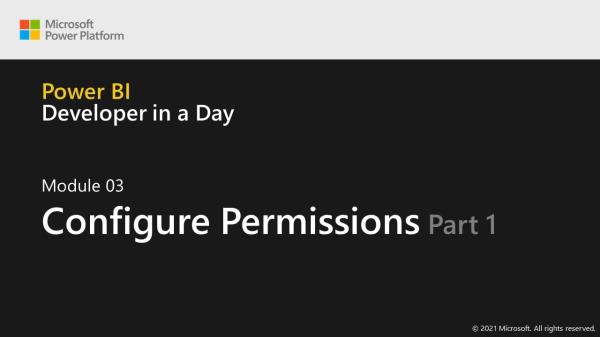 Microsoft
Power Platform
Power BI
Developer in a Day
Module 03
Configure Permissions Part 1
© 2021 Microsoft. All rights reserved.